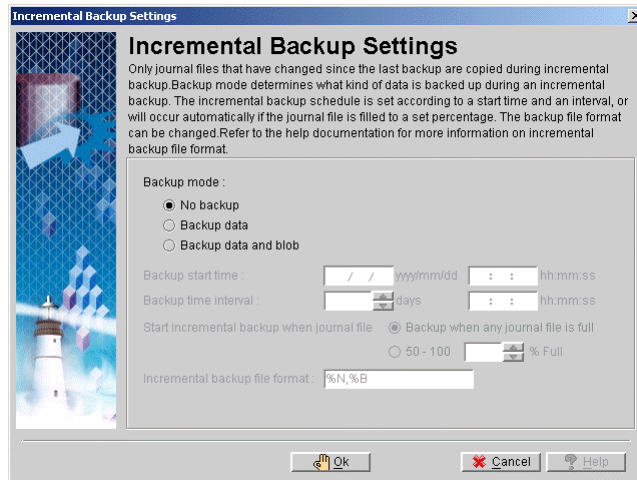 Incremental Backup Settings
Incremental Backup Settings
Only journal files that have changed since the last backup are copied during incremental
backup.Backup mode determines what kind of data is backed up during an incremental
backup. The incremental backup schedule is set according to a start time and an interval, or
will occur automatically if the journal file is filled to a set percentage. The backup file format
can be changed.Refer to the help documentation for more information on incremental
backup file format.
Backup mode :
No backup
Backup data
Backup data and blob
Backup start time : / / yyyy/mm/dd : : hh:mm:ss
Backup time interval : days : : hh:mm:ss
Start incremental backup when journal file Backup when any journal file is full
50 - 100 % Full
Incremental backup file format : %N,%B
Ok Cancel Help